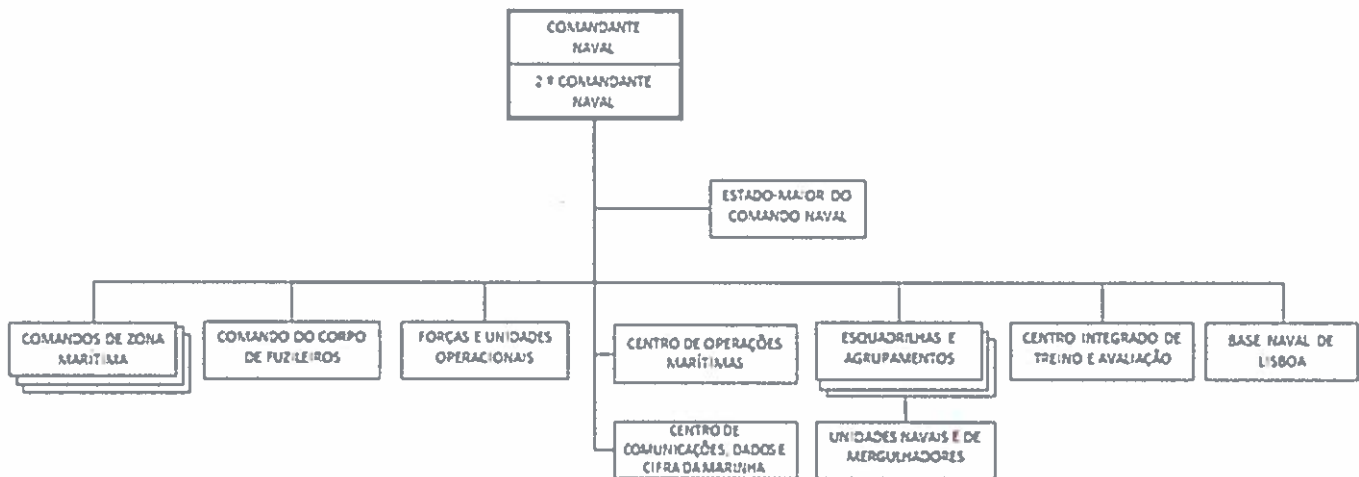 COMANDANTE
NAVAL
2º COMANDANTE
NAVAL
ESTADO-MAIOR DO
COMANDO NAVAL
COMANDOS DE ZONA
MARÍTIMA
COMANDO DO CORPO
DE FUZILEIROS
FORÇAS E UNIDADES
OPERACIONAIS
CENTRO DE OPERAÇÕES
MARÍTIMAS
ESQUADRILHAS E
AGRUPAMENTOS
CENTRO INTEGRADO DE
TREINO E AVALIAÇÃO
BASE NAVAL DE
LISBOA
CENTRO DE
COMUNICAÇÕES, DADOS E
CIFRA DA MARINHA
UNIDADES NAVAIS E DE
MERGULHADORES